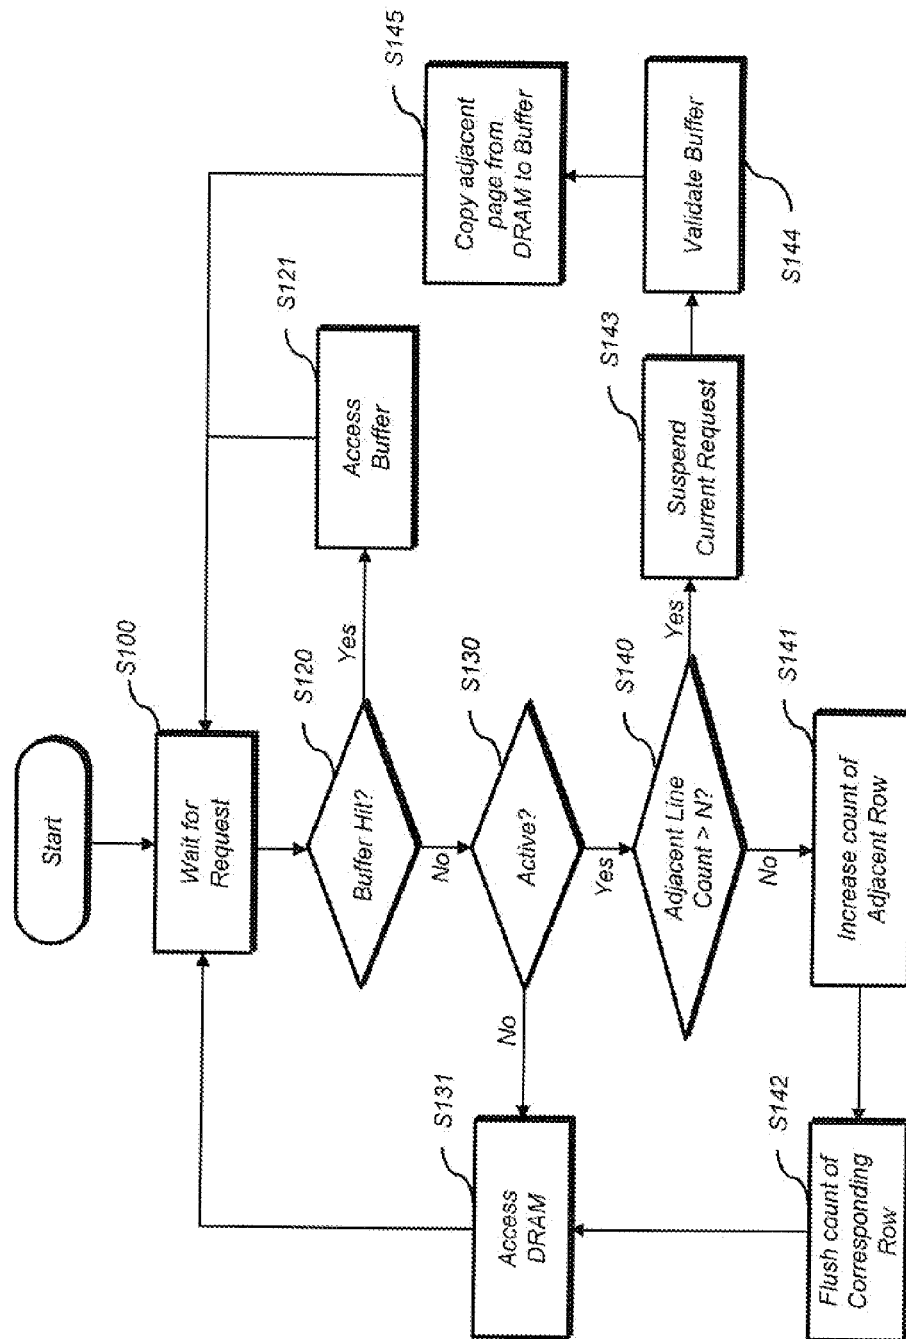 Start
S100
Wait for
Request
S120
Buffer Hit?
Yes
No
S121
Access
Buffer
S130
Active?
No
Yes
S131
Access
DRAM
S140
Adjacent Line
Count > N?
Yes
No
S141
Increase count of
Adjacent Row
S142
Flush count of
Corresponding
Row
S143
Suspend
Current Request
S144
Validate Buffer
S145
Copy adjacent
page from
DRAM to Buffer